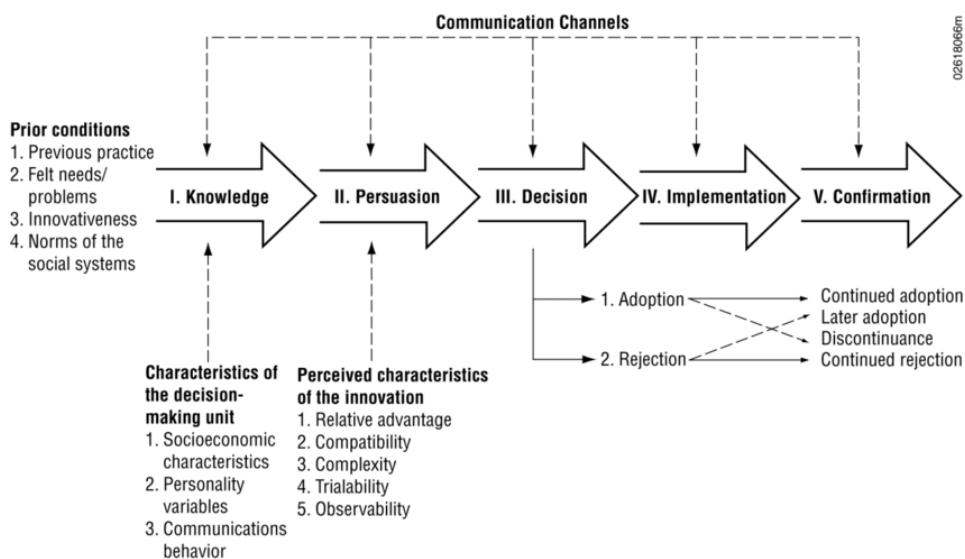 Communication Channels
02618066m
Prior conditions
1. Previous practice
2. Felt needs/
problems
3. Innovativeness
4. Norms of the
social systems
I. Knowledge
II. Persuasion
III. Decision
IV. Implementation
V. Confirmation
1. Adoption
2. Rejection
Continued adoption
Later adoption
Discontinuance
Continued rejection
Characteristics of
the decision-
making unit
1. Socioeconomic
characteristics
2. Personality
variables
3. Communications
behavior
Perceived characteristics
of the innovation
1. Relative advantage
2. Compatibility
3. Complexity
4. Trialability
5. Observability